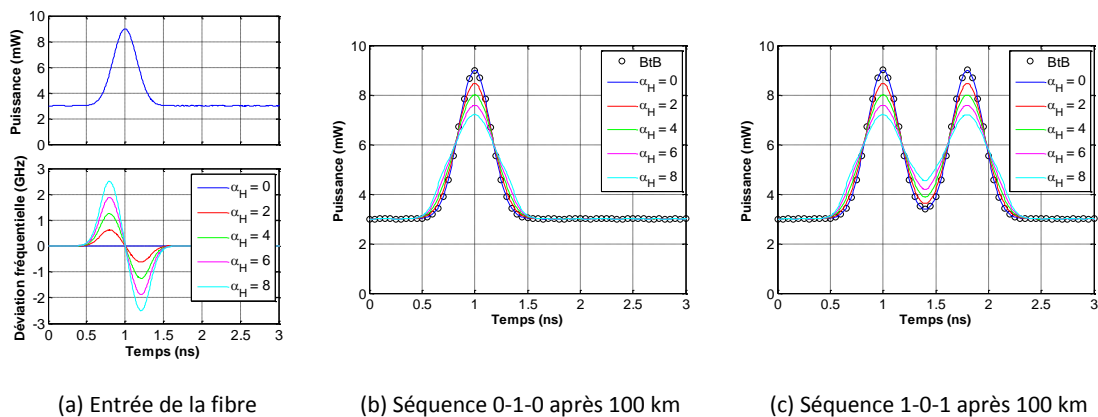 10
8
6
4
2
0
Puissance (mW)
3
2
1
0
-1
-2
-3
Déviation fréquentielle (GHz)
α_H = 0
α_H = 2
α_H = 4
α_H = 6
α_H = 8
0 0.5 1 1.5 2 2.5 3
Temps (ns)
(a) Entrée de la fibre
10
8
6
4
2
0
Puissance (mW)
BtB
α_H = 0
α_H = 2
α_H = 4
α_H = 6
α_H = 8
0 0.5 1 1.5 2 2.5 3
Temps (ns)
(b) Séquence 0-1-0 après 100 km
10
8
6
4
2
0
Puissance (mW)
BtB
α_H = 0
α_H = 2
α_H = 4
α_H = 6
α_H = 8
0 0.5 1 1.5 2 2.5 3
Temps (ns)
(c) Séquence 1-0-1 après 100 km